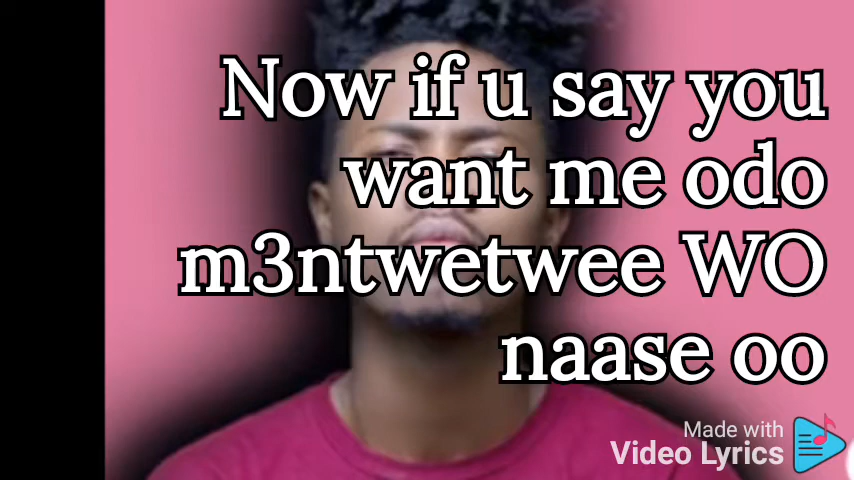 Now if u say you
want me odo
m3ntwetwee WO
naase oo
Made with
Video Lyrics